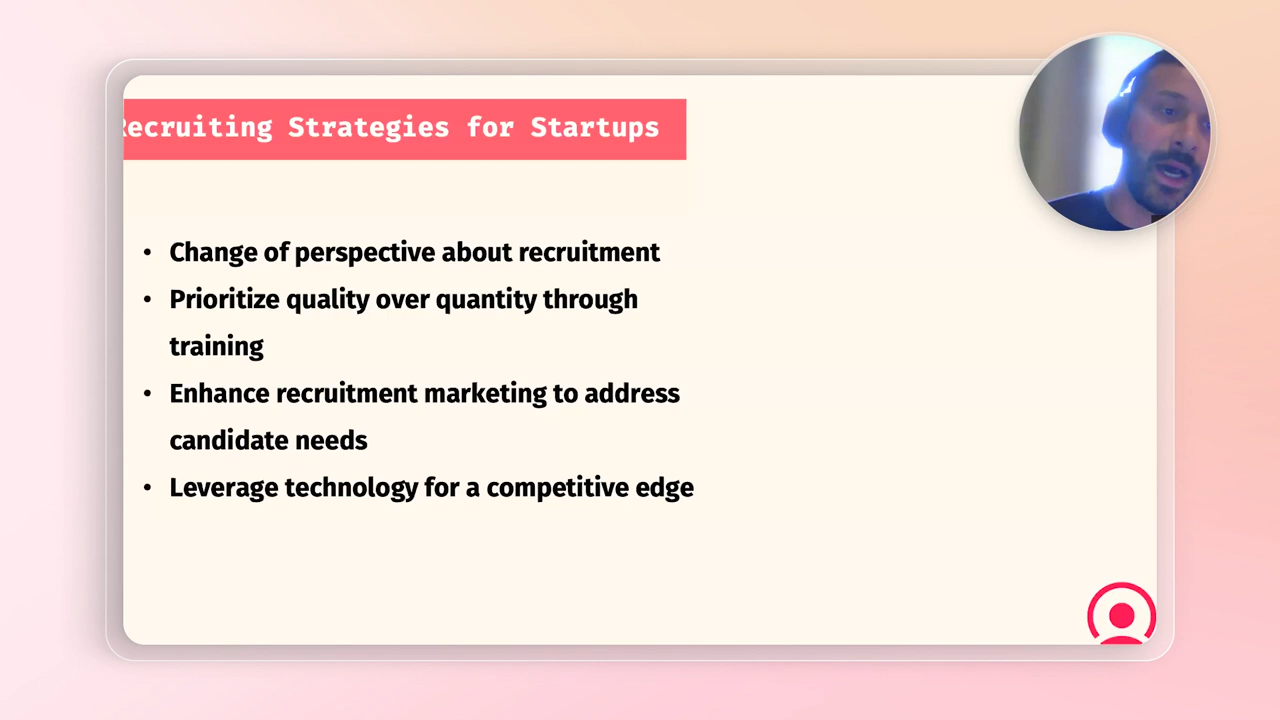 Recruiting Strategies for Startups
• Change of perspective about recruitment
• Prioritize quality over quantity through
training
• Enhance recruitment marketing to address
candidate needs
• Leverage technology for a competitive edge